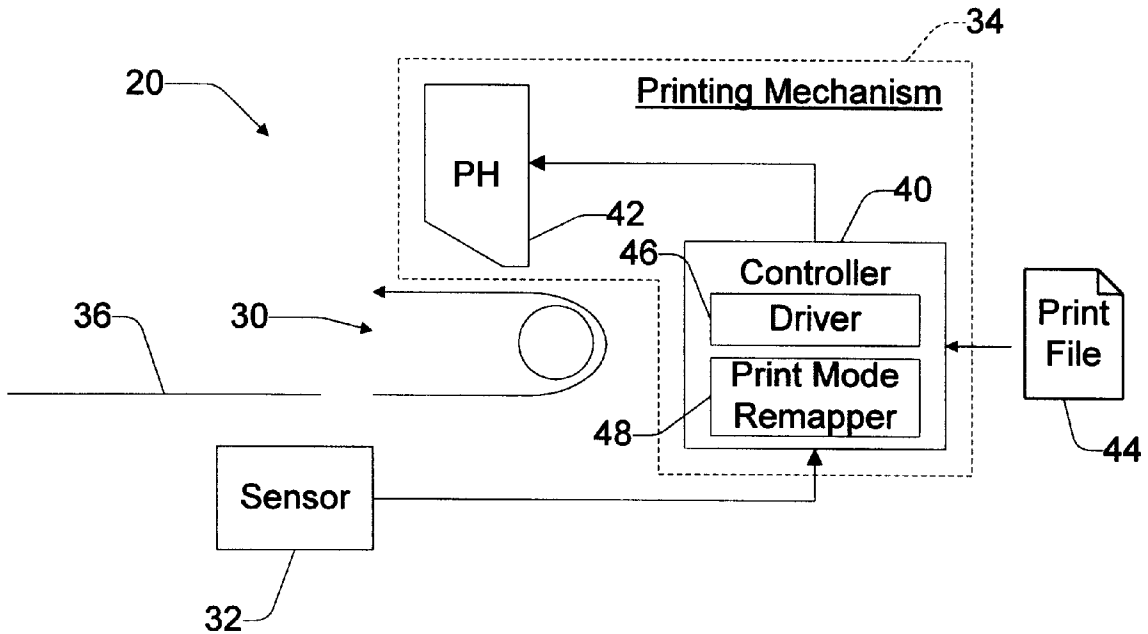 34
20
Printing Mechanism
PH
40
42
46
Controller
Driver
Print
File
36
30
Print Mode
Remapper
48
44
Sensor
32